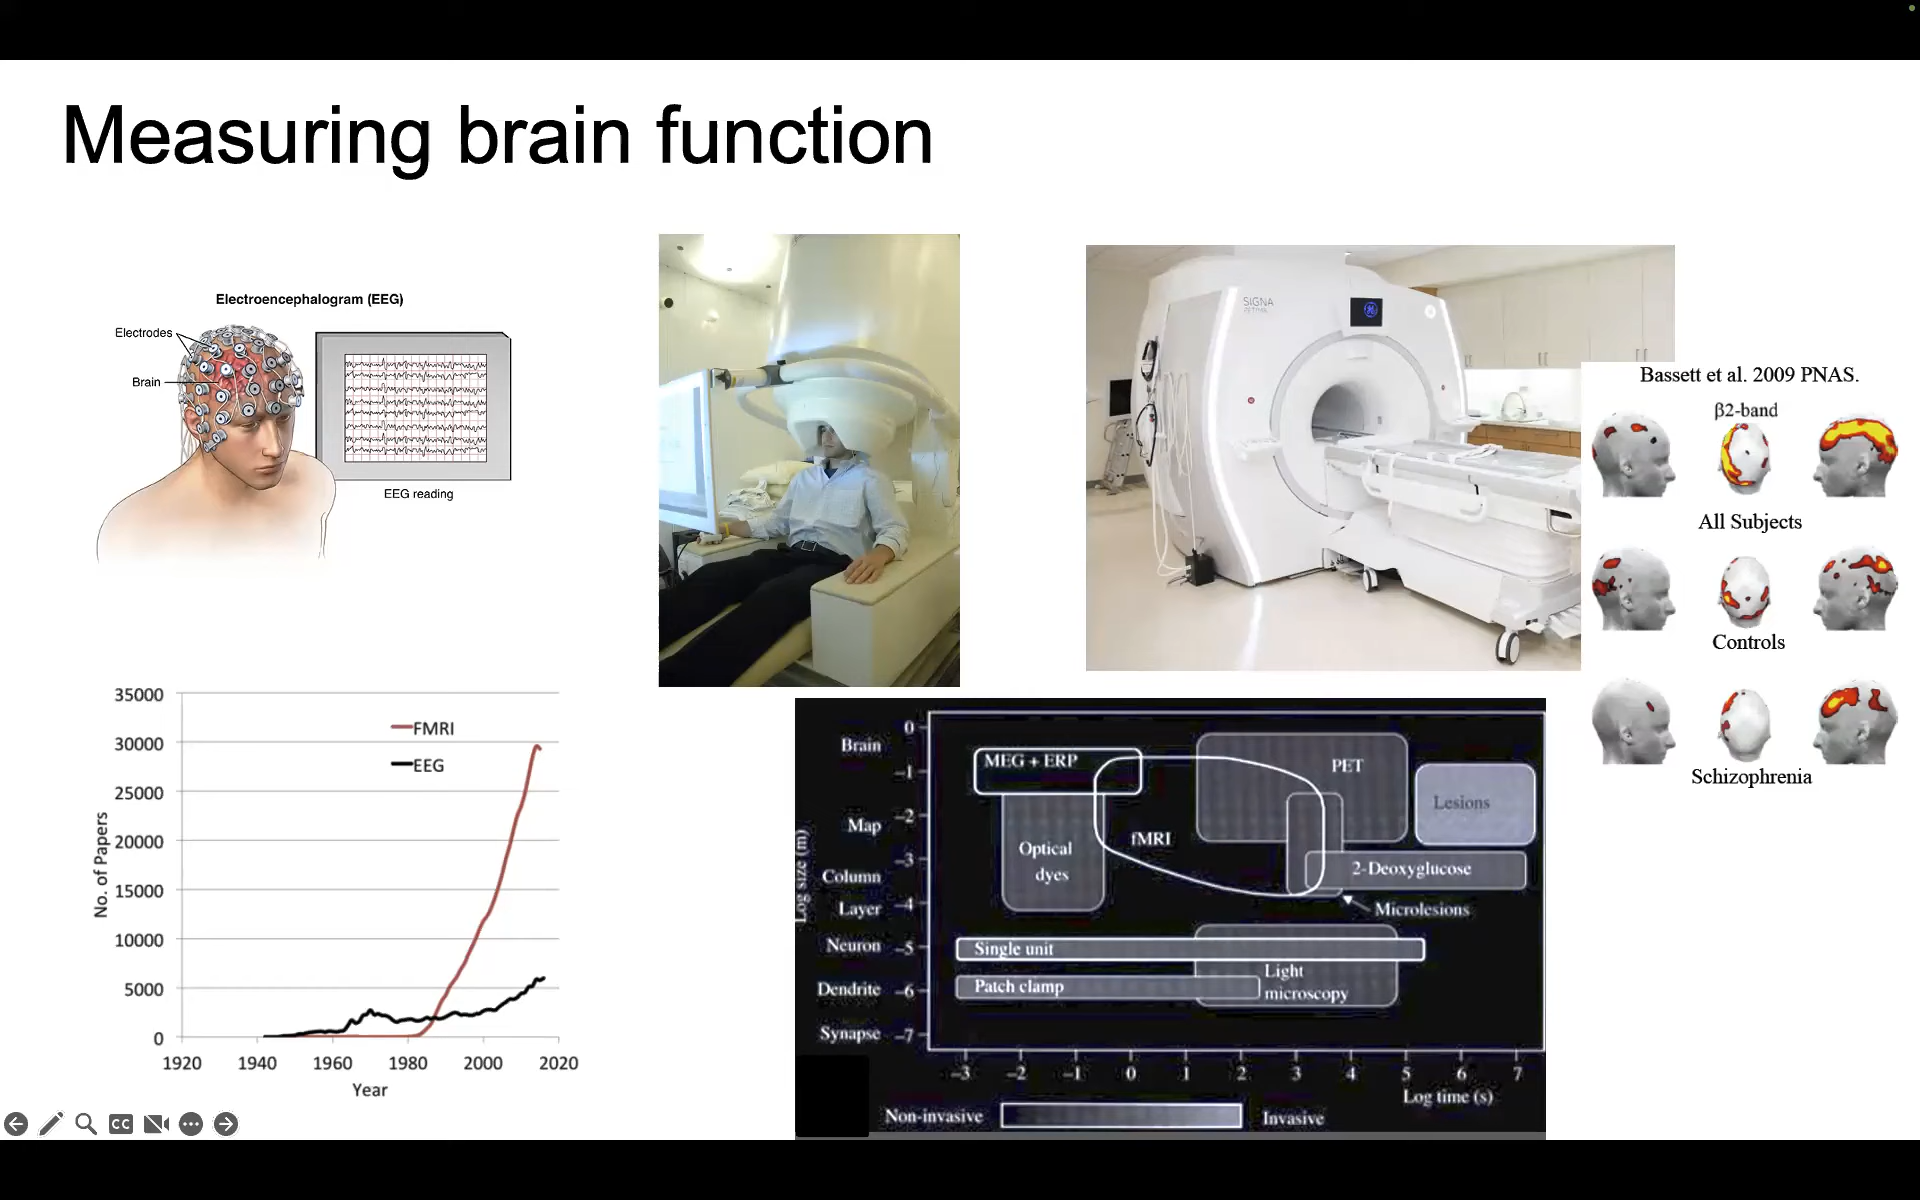 Measuring brain function
Electroencephalogram (EEG)
Electrodes
Brain
EEG reading
SIGNA
Bassett et al. 2009 PNAS.
β2-band
All Subjects
Controls
Schizophrenia
35000
30000
25000
20000
15000
10000
5000
0
No. of Papers
FMRI
EEG
1920 1940 1960 1980 2000 2020
Year
Log size (m)
Brain
Map
Column
Layer
Neuron
Dendrite
Synapse
0
-1
-2
-3
-4
-5
-6
-7
MEG + ERP
PET
Lesions
Optical
dyes
fMRI
2-Deoxyglucose
Microlesions
Single unit
Light
microscopy
Patch clamp
-3 -2 -1 0 1 2 3 4 5 6 7
Log time (s)
Non-invasive
Invasive
CC